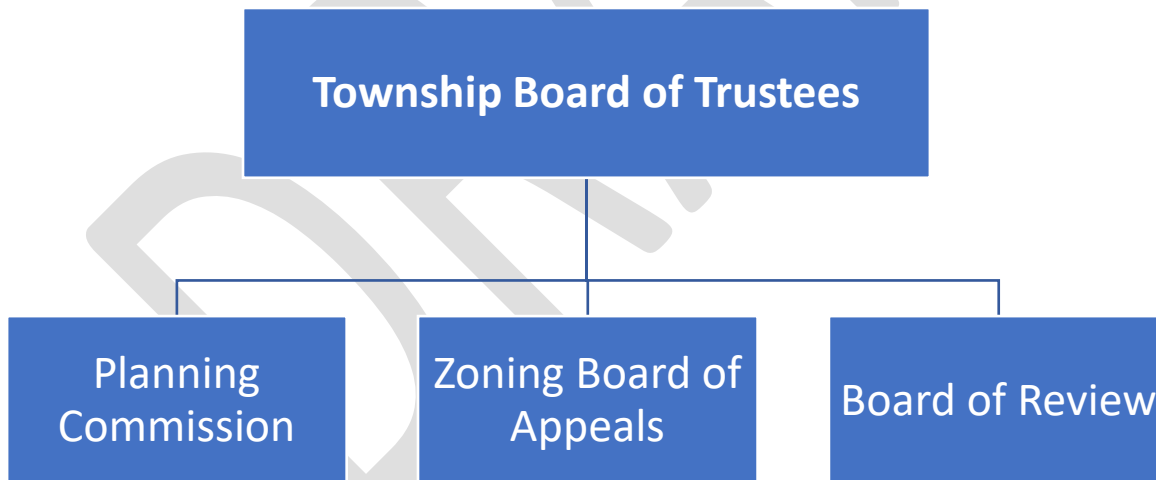 Township Board of Trustees
Planning
Commission
Zoning Board of
Appeals
Board of Review